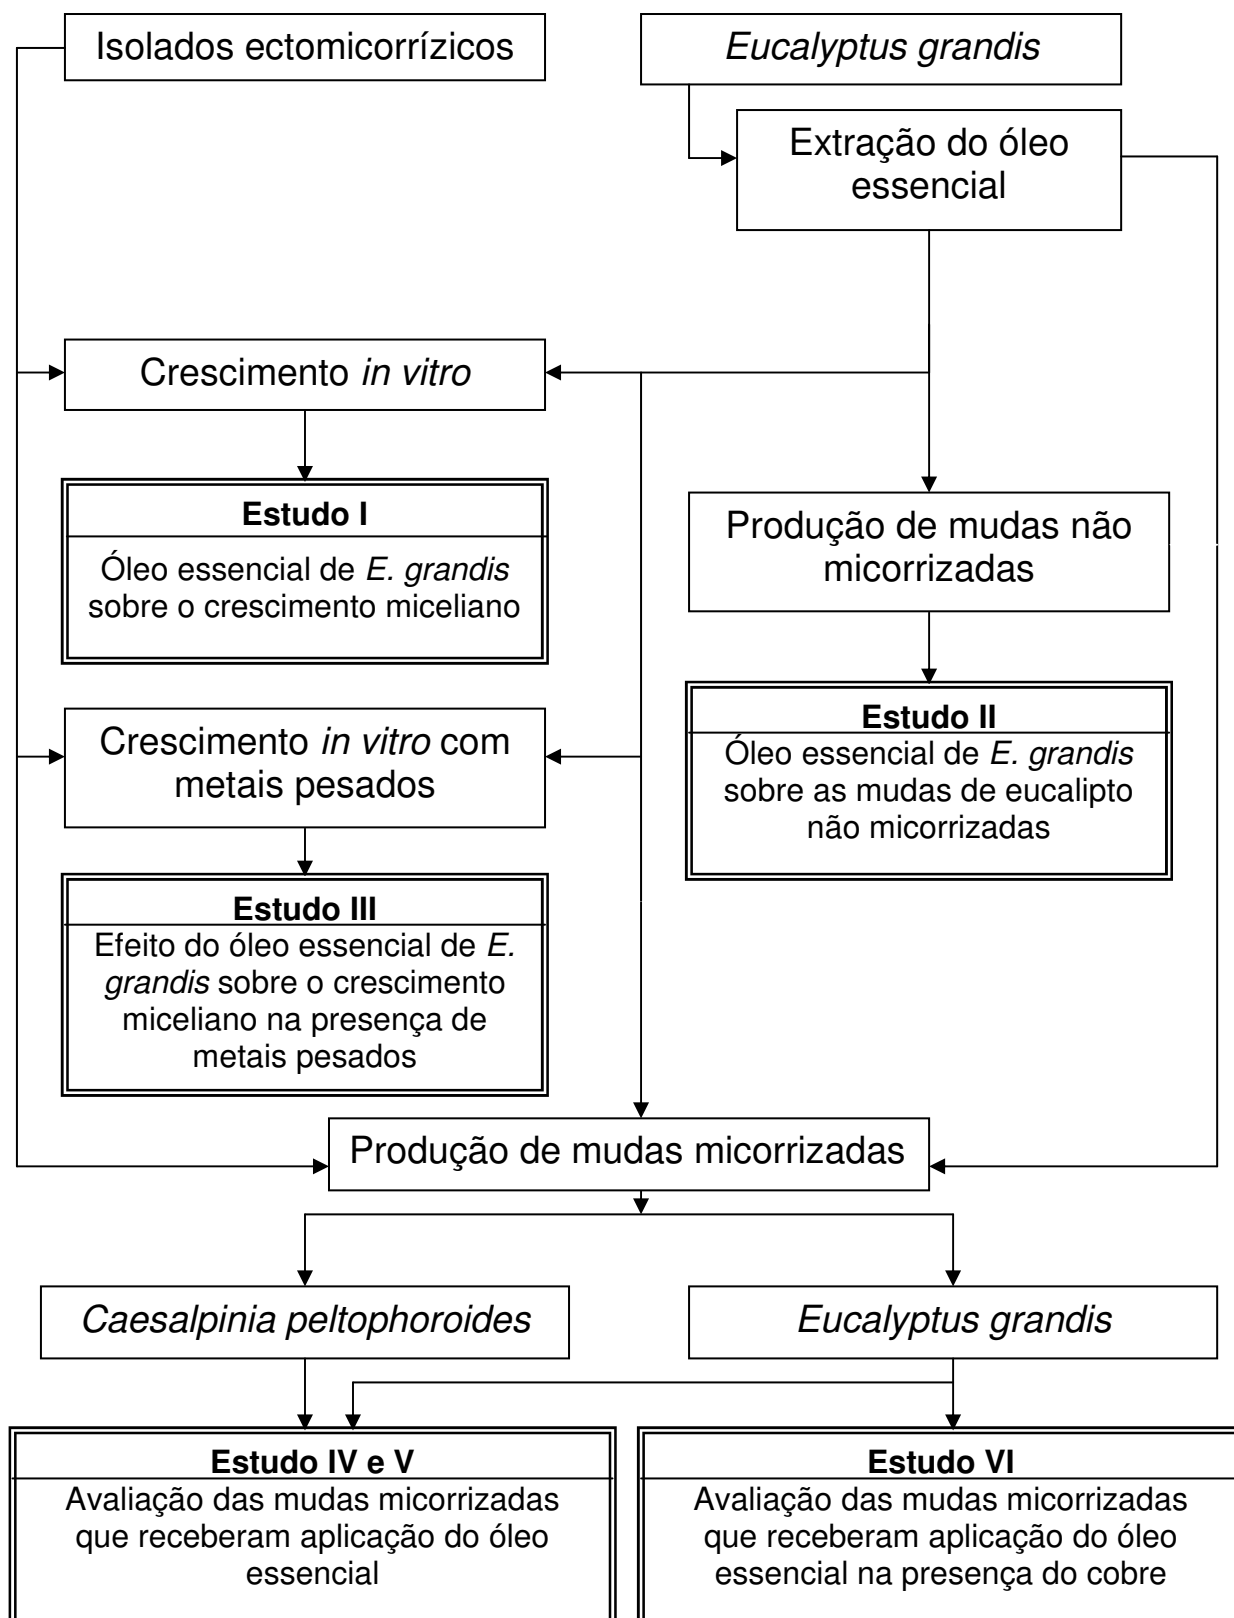 Isolados ectomicorrízicos
Eucalyptus grandis
Extração do óleo
essencial
Crescimento in vitro
Estudo I
Óleo essencial de E. grandis
sobre o crescimento miceliano
Produção de mudas não
micorrizadas
Estudo II
Óleo essencial de E. grandis
sobre as mudas de eucalipto
não micorrizadas
Crescimento in vitro com
metais pesados
Estudo III
Efeito do óleo essencial de E.
grandis sobre o crescimento
miceliano na presença de
metais pesados
Produção de mudas micorrizadas
Caesalpinia peltophoroides
Eucalyptus grandis
Estudo IV e V
Avaliação das mudas micorrizadas
que receberam aplicação do óleo
essencial
Estudo VI
Avaliação das mudas micorrizadas
que receberam aplicação do óleo
essencial na presença do cobre